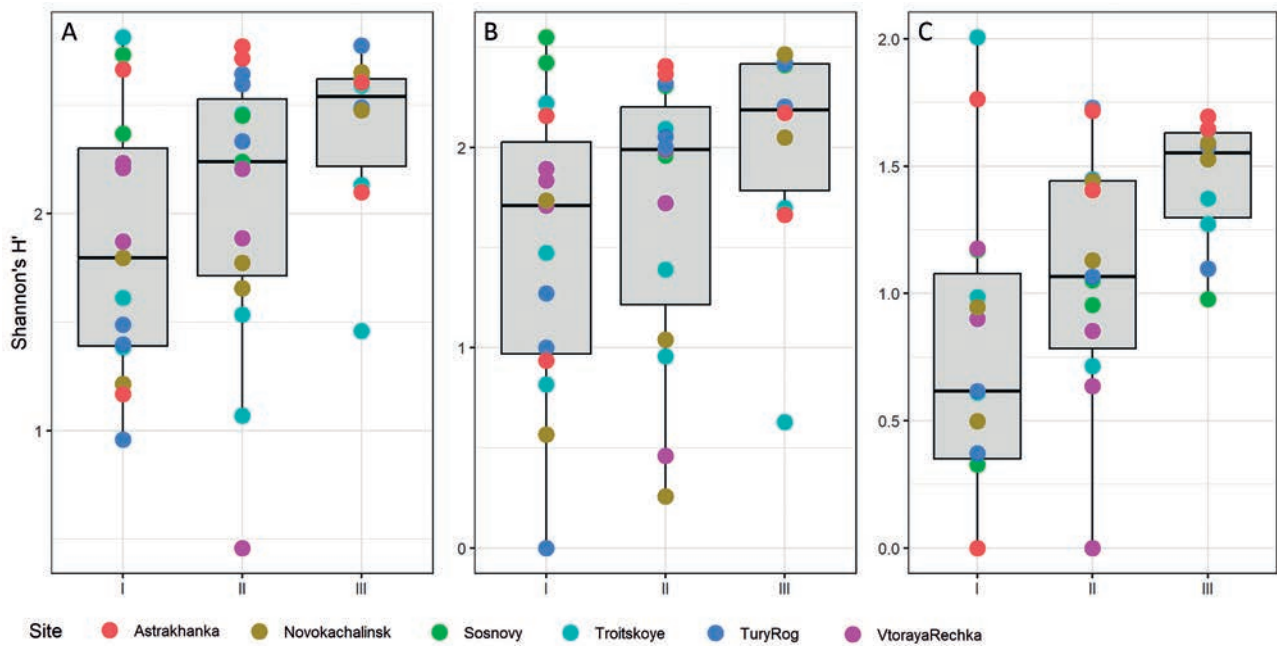 A
B
C
Shannon's H'
2
1
2
1
0
2.0
1.5
1.0
0.5
0.0
I II III
I II III
I II III
Site Astrakhanka Novokachalinsk Sosnovy Troitskoye TuryRog VtorayaRechka